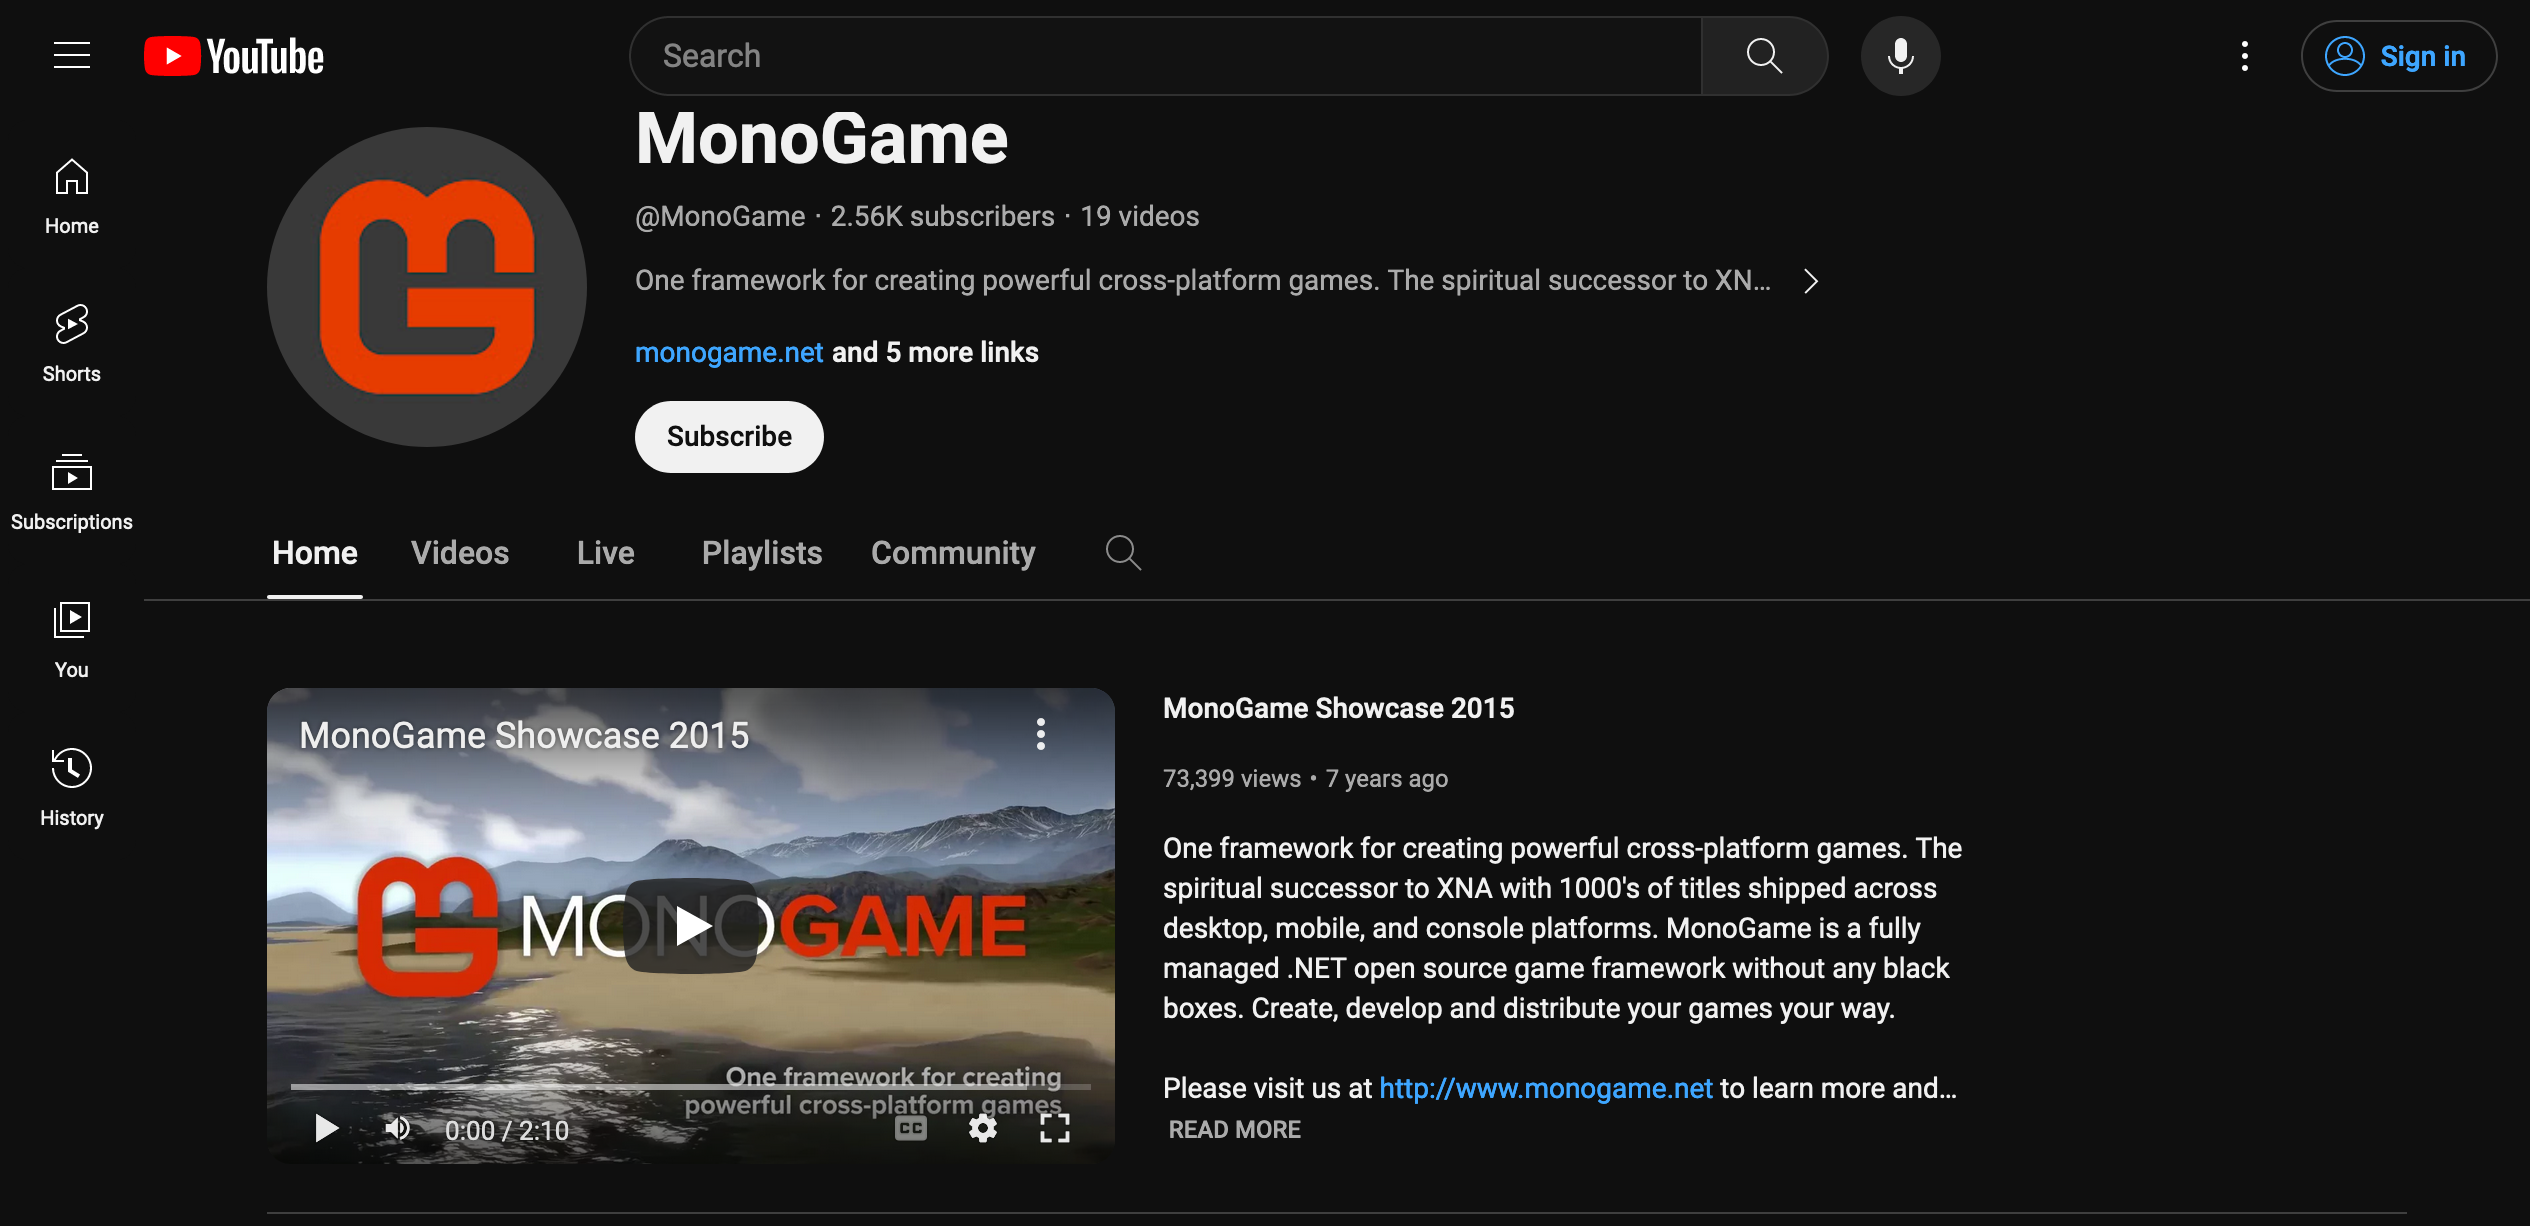 YouTube
Search
Sign in
Home
Shorts
Subscriptions
You
History
MonoGame
@MonoGame · 2.56K subscribers · 19 videos
One framework for creating powerful cross-platform games. The spiritual successor to XN...
monogame.net and 5 more links
Subscribe
Home Videos Live Playlists Community
MonoGame Showcase 2015
MONOGAME
One framework for creating
powerful cross-platform games
0:00 / 2:10
CC
MonoGame Showcase 2015
73,399 views • 7 years ago
One framework for creating powerful cross-platform games. The
spiritual successor to XNA with 1000's of titles shipped across
desktop, mobile, and console platforms. MonoGame is a fully
managed .NET open source game framework without any black
boxes. Create, develop and distribute your games your way.
Please visit us at http://www.monogame.net to learn more and...
READ MORE